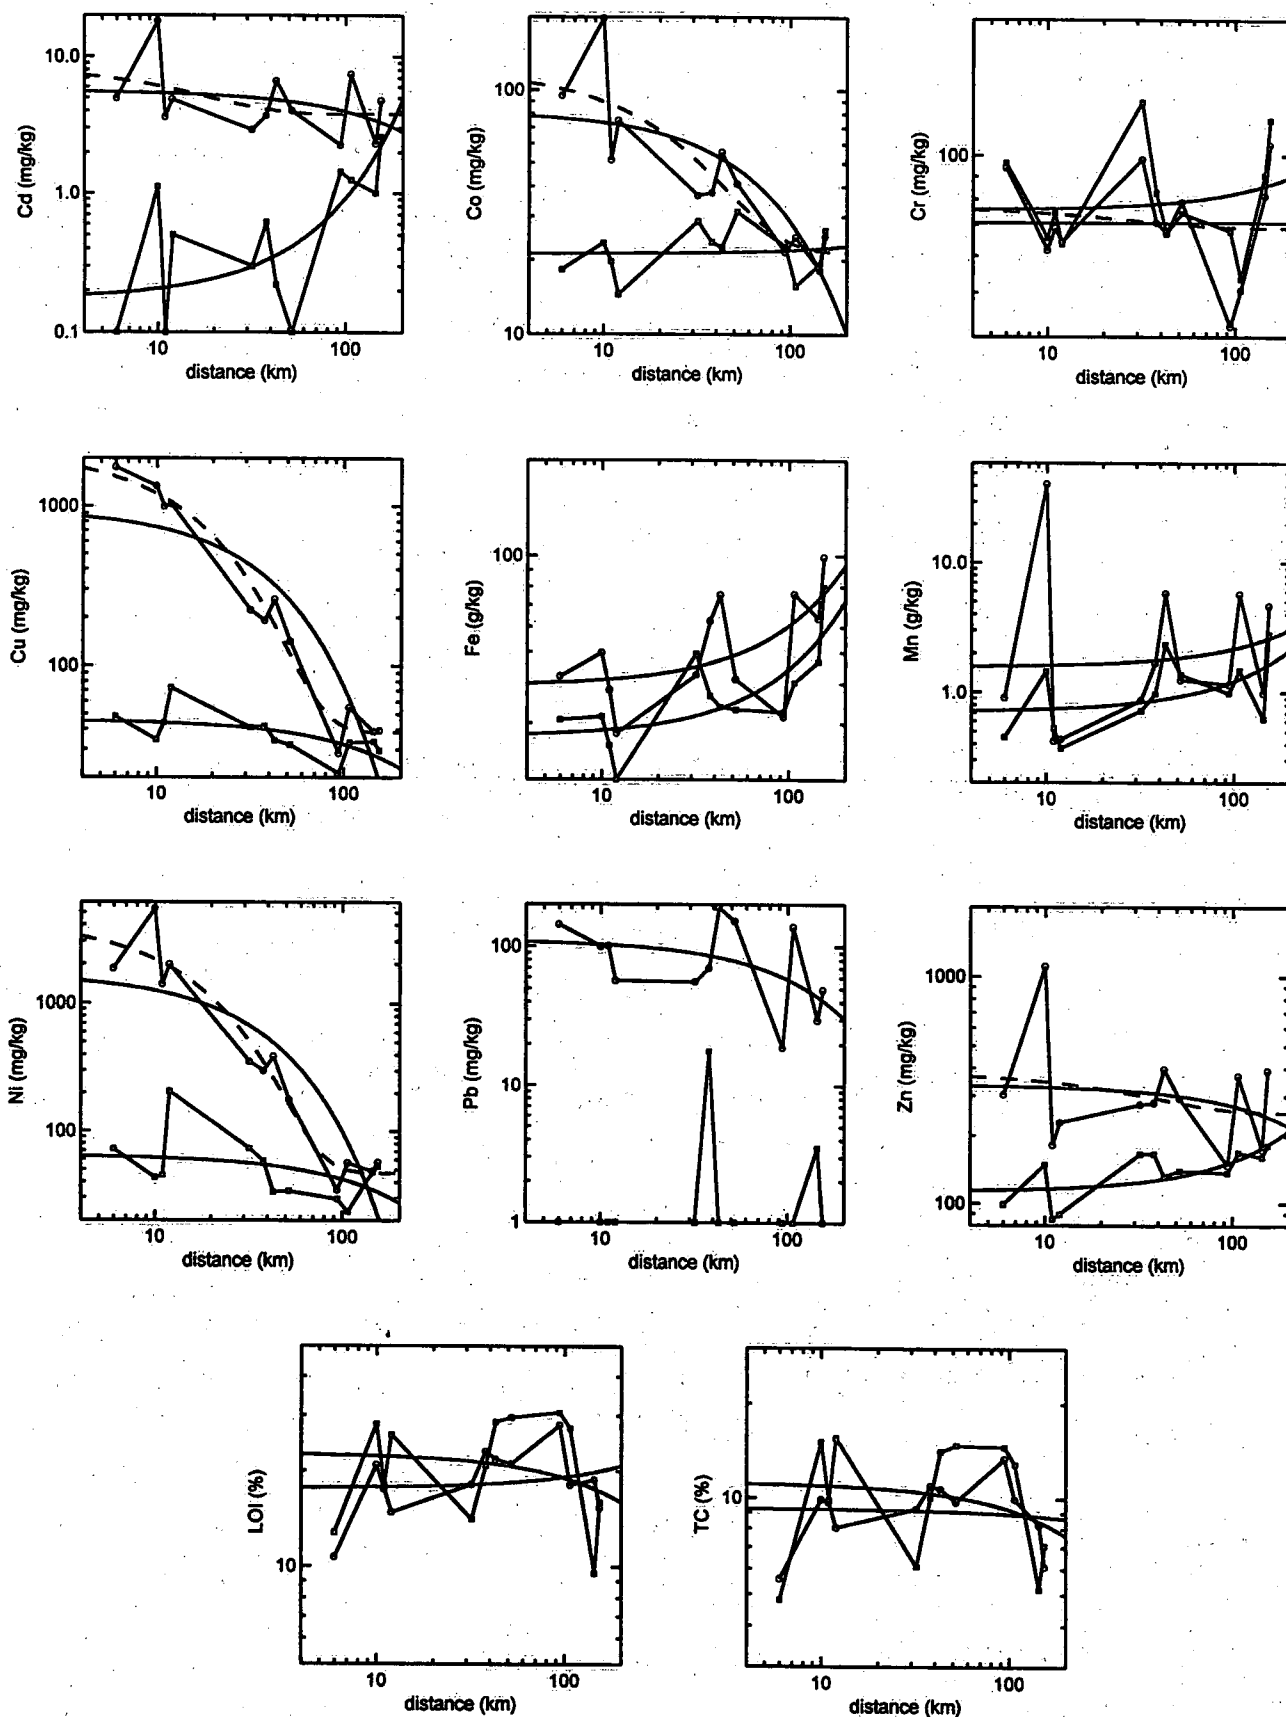 10.0
1.0
0.1
Cd (mg/kg)
10
100
distance (km)
100
10
Co (mg/kg)
10
100
distance (km)
100
Cr (mg/kg)
10
100
distance (km)
1000
100
Cu (mg/kg)
10
100
distance (km)
100
Fe (g/kg)
10
100
distance (km)
10.0
1.0
Mn (g/kg)
10
100
distance (km)
1000
100
Ni (mg/kg)
10
100
distance (km)
100
10
1
Pb (mg/kg)
10
100
distance (km)
1000
100
Zn (mg/kg)
10
100
distance (km)
10
LOI (%)
10
100
distance (km)
10
TC (%)
10
100
distance (km)